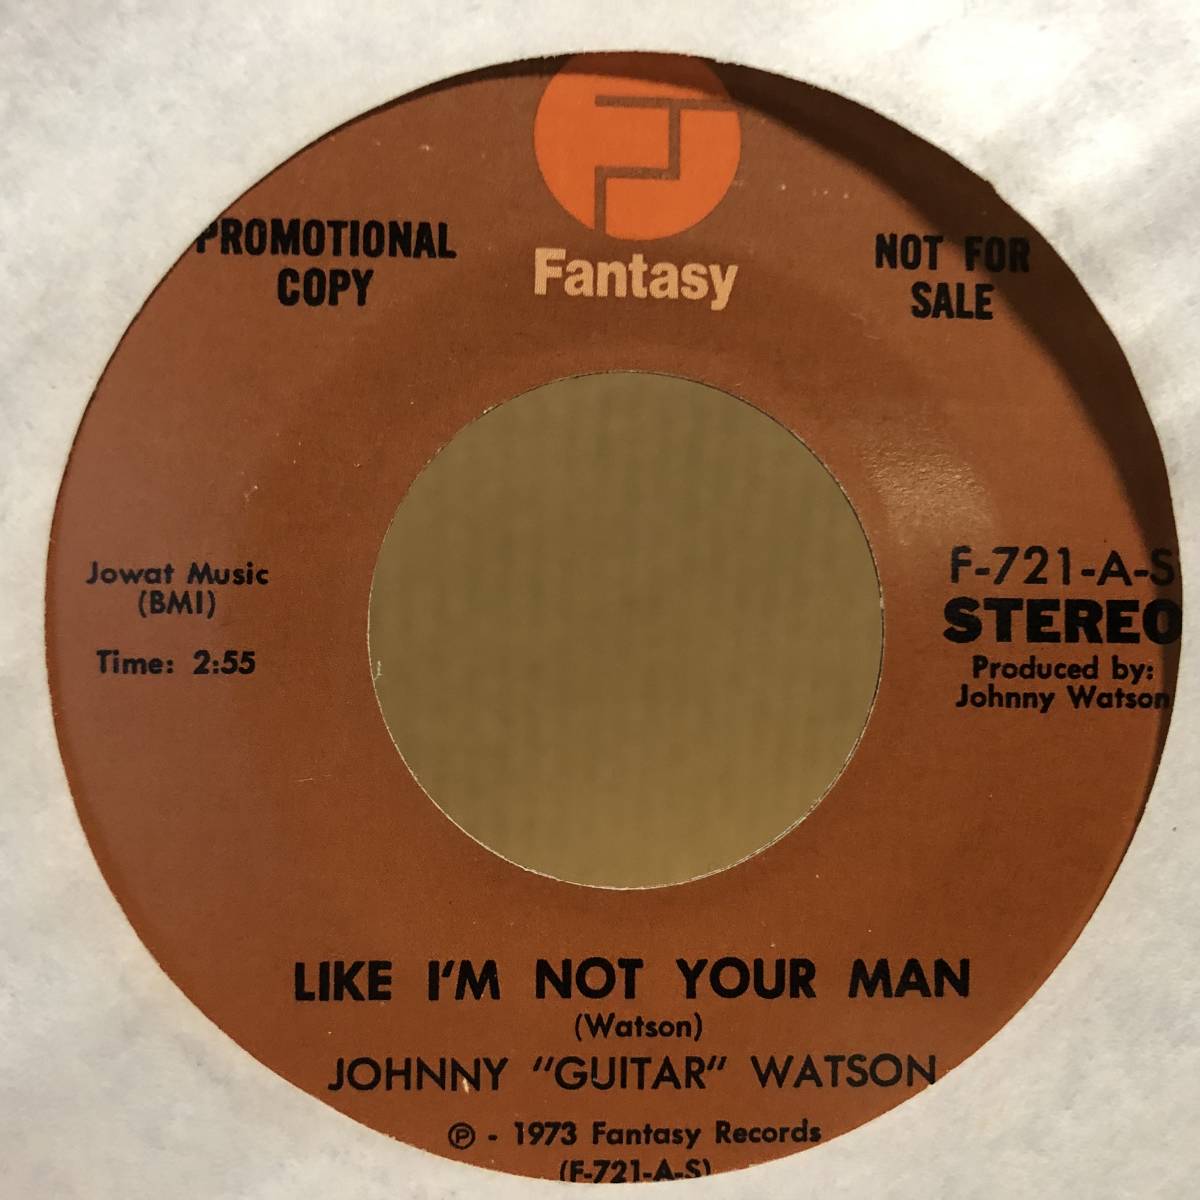 PROMOTIONAL
COPY
Fantasy
NOT FOR
SALE
Jowat Music
(BMI)
Time: 2:55
F-721-A-S
STEREO
Produced by:
Johnny Watson
LIKE I'M NOT YOUR MAN
(Watson)
JOHNNY "GUITAR" WATSON
℗ - 1973 Fantasy Records
(F-721-A-S)